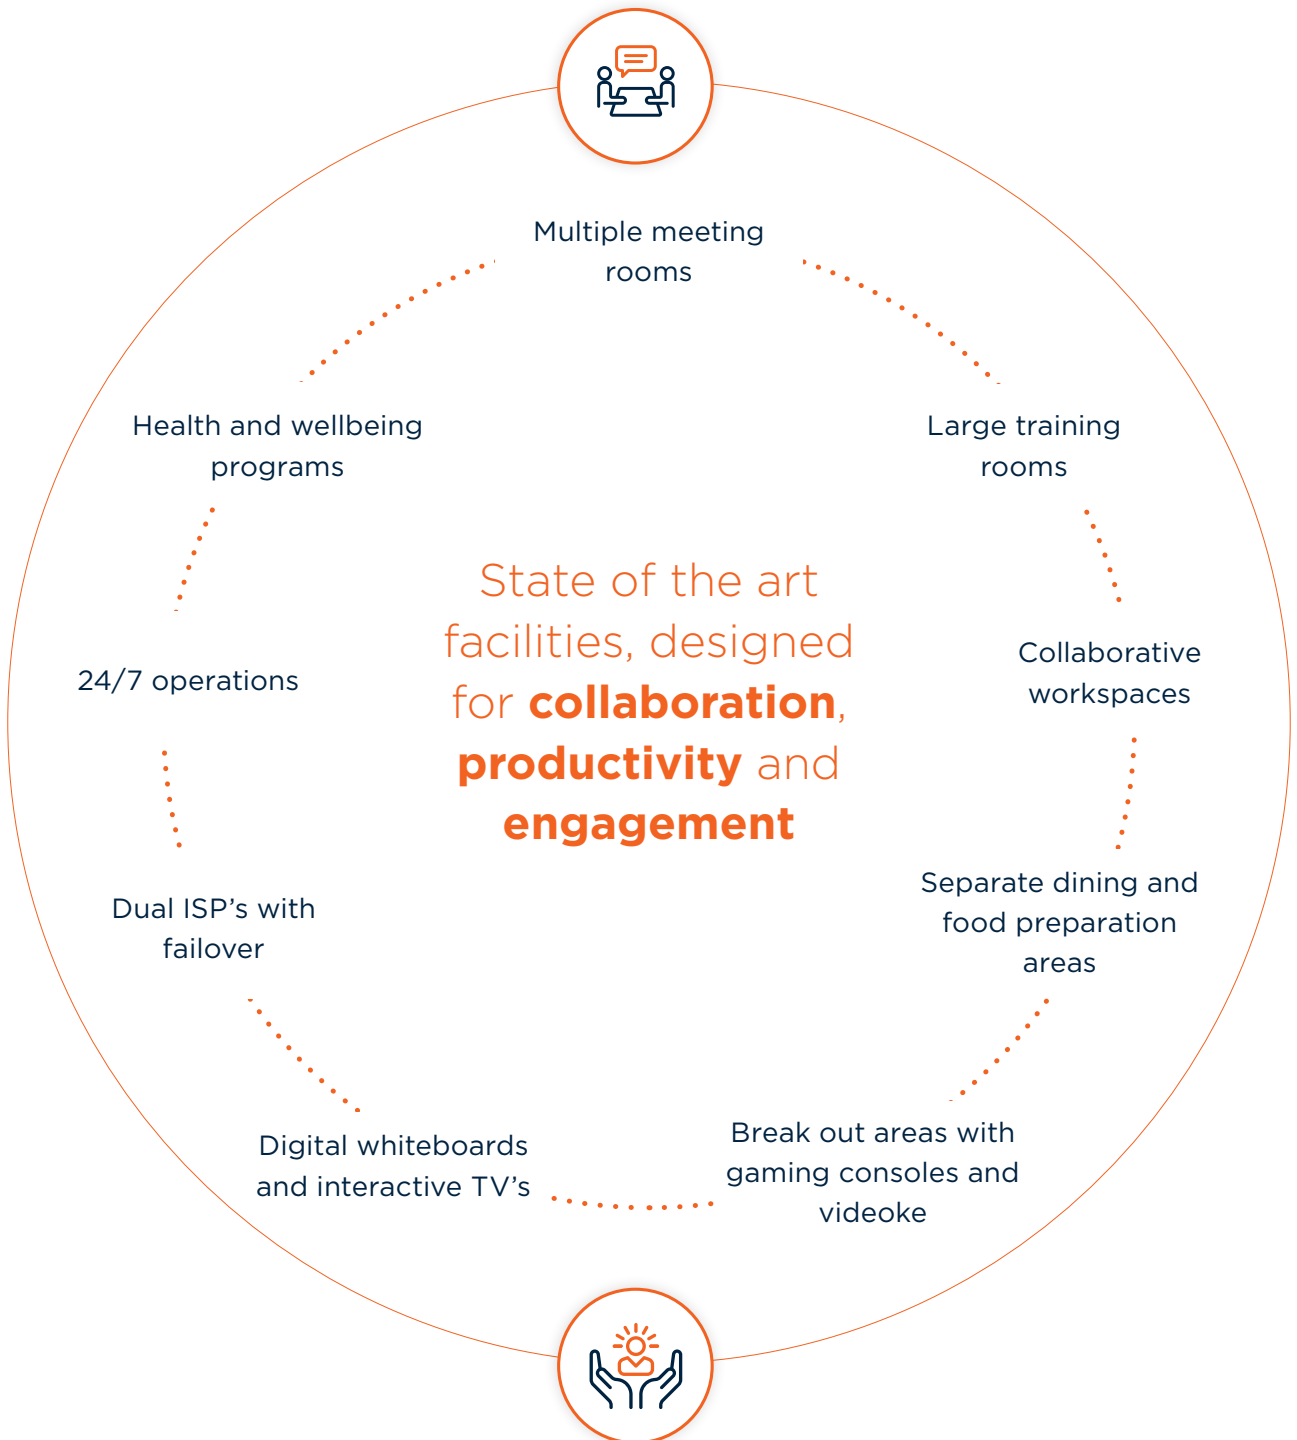 Multiple meeting
rooms
Large training
rooms
Collaborative
workspaces
Separate dining and
food preparation
areas
Break out areas with
gaming consoles and
videoke
Digital whiteboards
and interactive TV's
Dual ISP's with
failover
24/7 operations
Health and wellbeing
programs
State of the art
facilities, designed
for collaboration,
productivity and
engagement